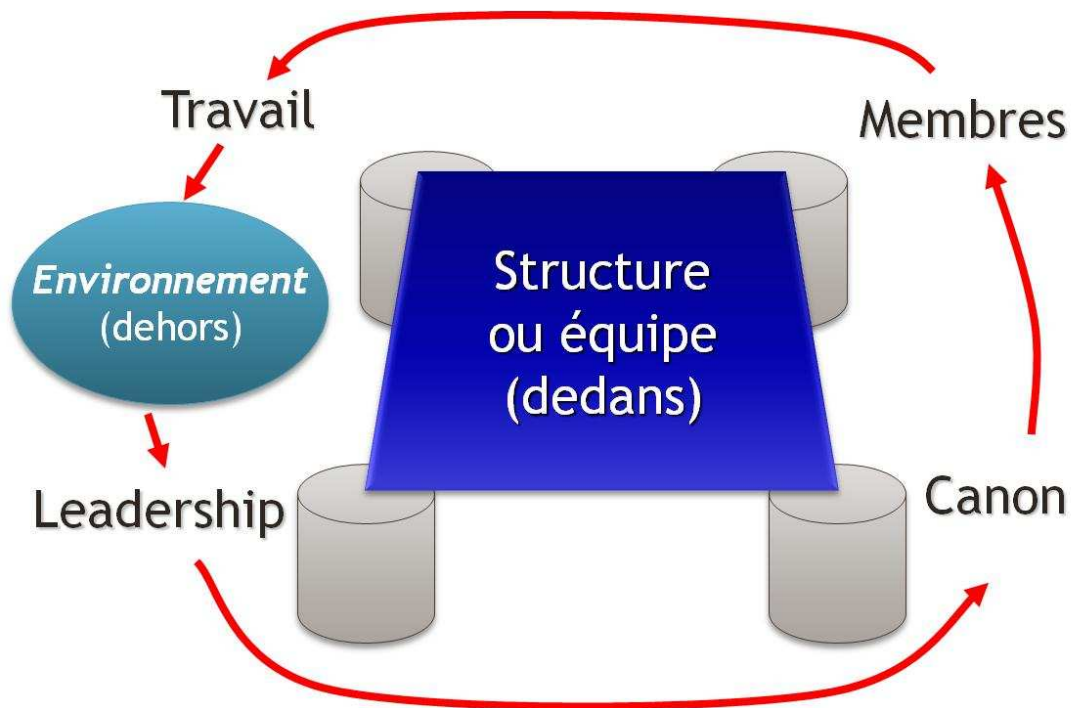 Travail
Membres
Environnement
(dehors)
Structure
ou équipe
(dedans)
Leadership
Canon